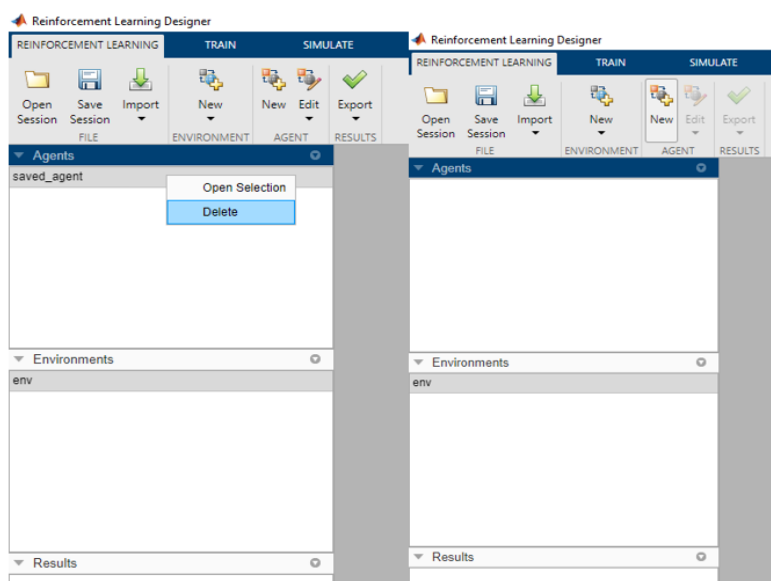 Reinforcement Learning Designer
REINFORCEMENT LEARNING TRAIN SIMULATE
Open Session Save Session Import New New Edit Export
FILE ENVIRONMENT AGENT RESULTS
Agents
saved_agent
Open Selection
Delete
Environments
env
Results
Reinforcement Learning Designer
REINFORCEMENT LEARNING TRAIN SIMULATE
Open Session Save Session Import New New Edit Export
FILE ENVIRONMENT AGENT RESULTS
Agents
Environments
env
Results